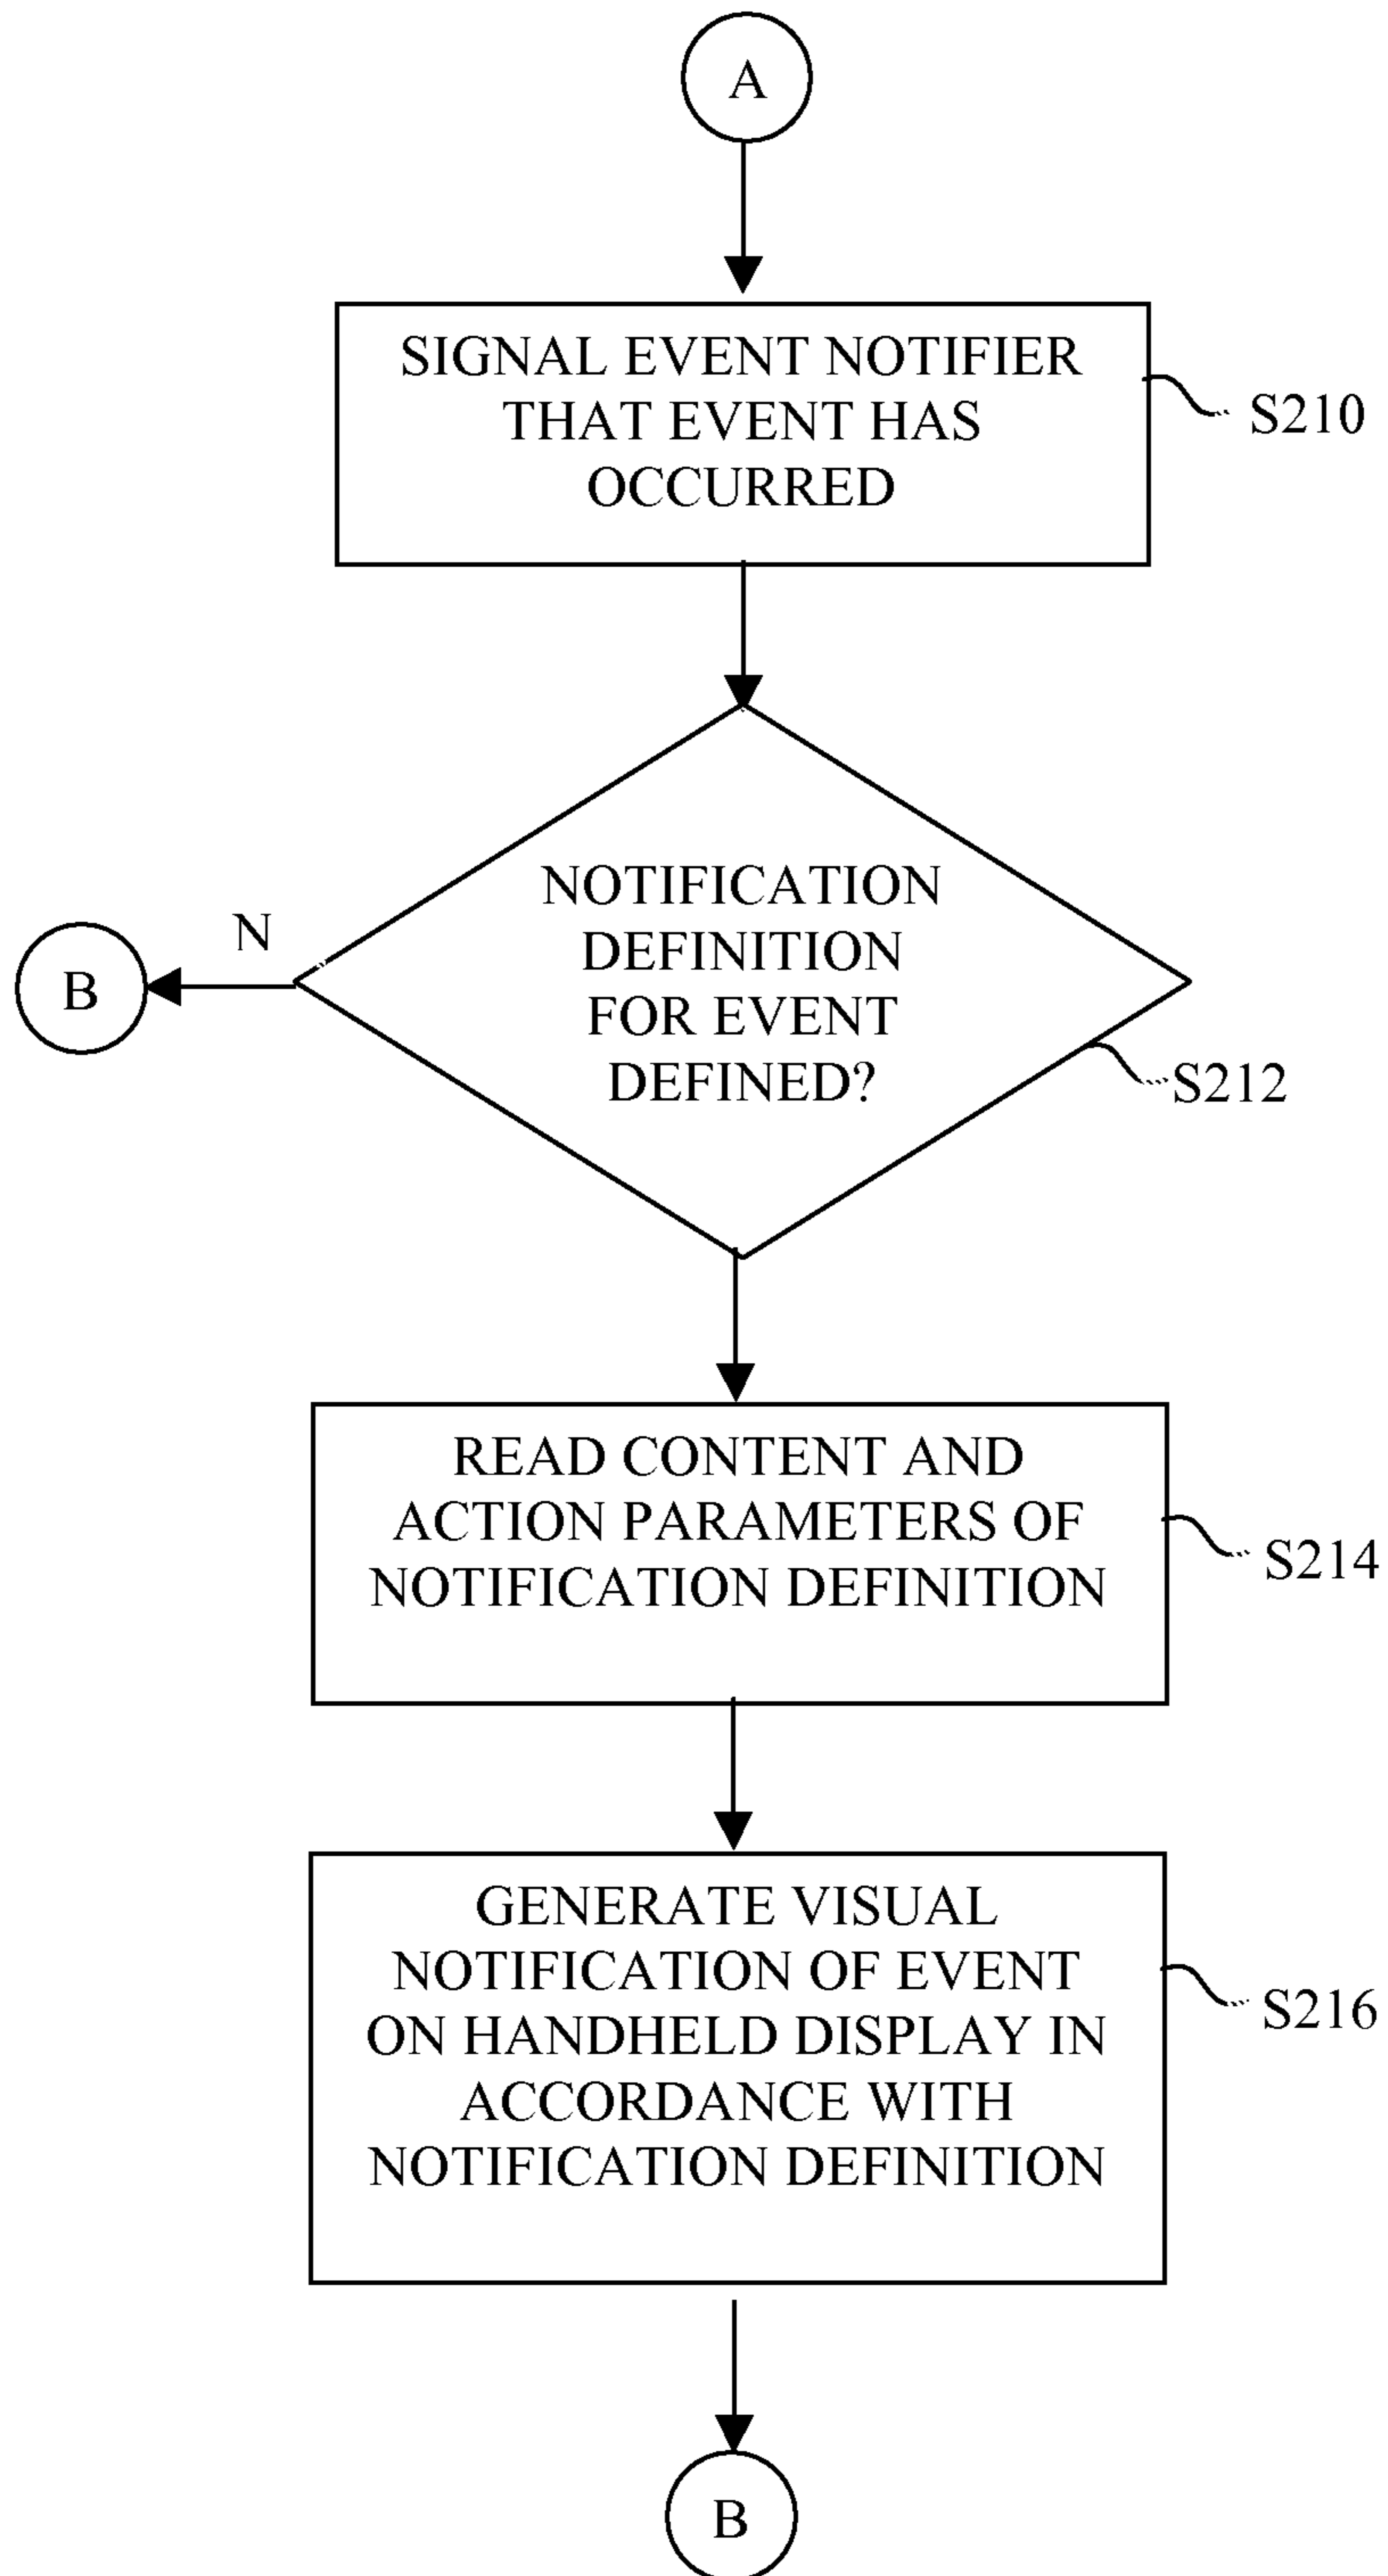 A
SIGNAL EVENT NOTIFIER
THAT EVENT HAS
OCCURRED
S210
NOTIFICATION
DEFINITION
FOR EVENT
DEFINED?
N
B
S212
READ CONTENT AND
ACTION PARAMETERS OF
NOTIFICATION DEFINITION
S214
GENERATE VISUAL
NOTIFICATION OF EVENT
ON HANDHELD DISPLAY IN
ACCORDANCE WITH
NOTIFICATION DEFINITION
S216
B